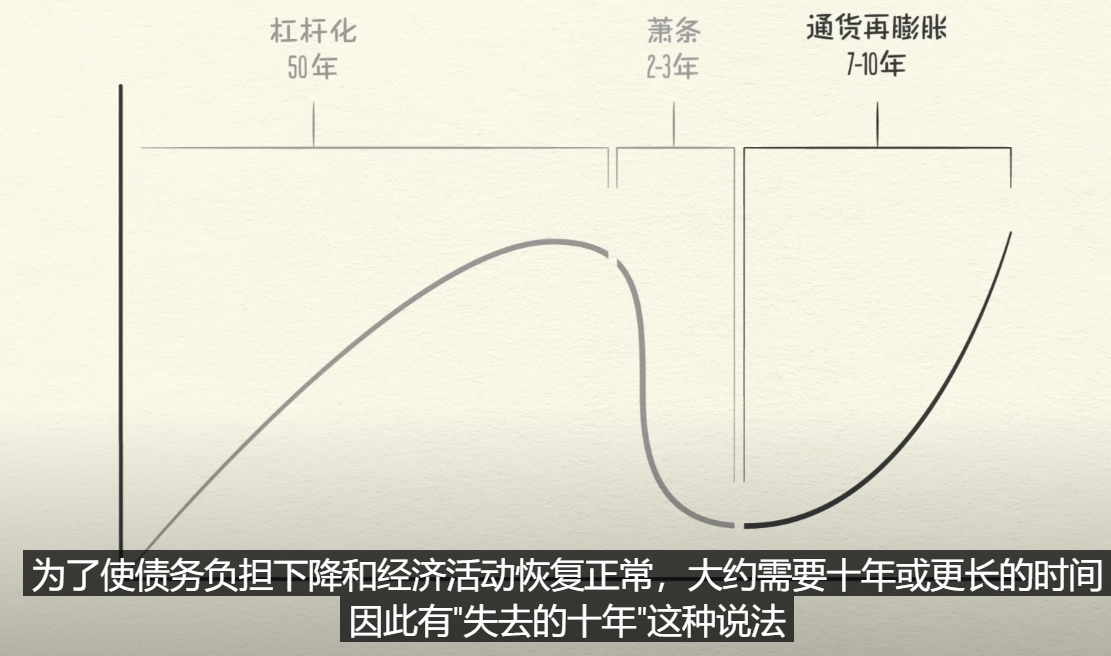 杠杆化
50年
萧条
2-3年
通货再膨胀
7-10年
为了使债务负担下降和经济活动恢复正常，大约需要十年或更长的时间
因此有"失去的十年"这种说法